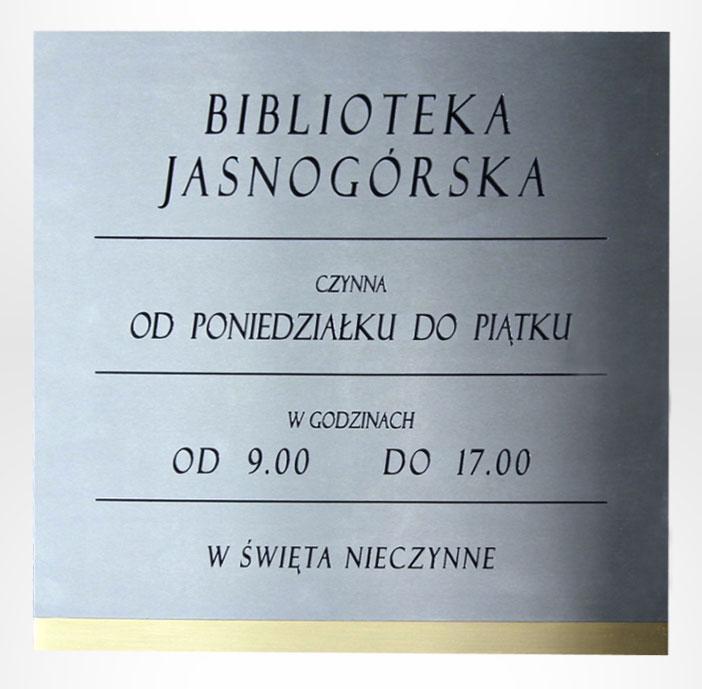 BIBLIOTEKA
JASNOGÓRSKA
CZYNNA
OD PONIEDZIAŁKU DO PIĄTKU
W GODZINACH
OD 9.00 DO 17.00
W ŚWIĘTA NIECZYNNE